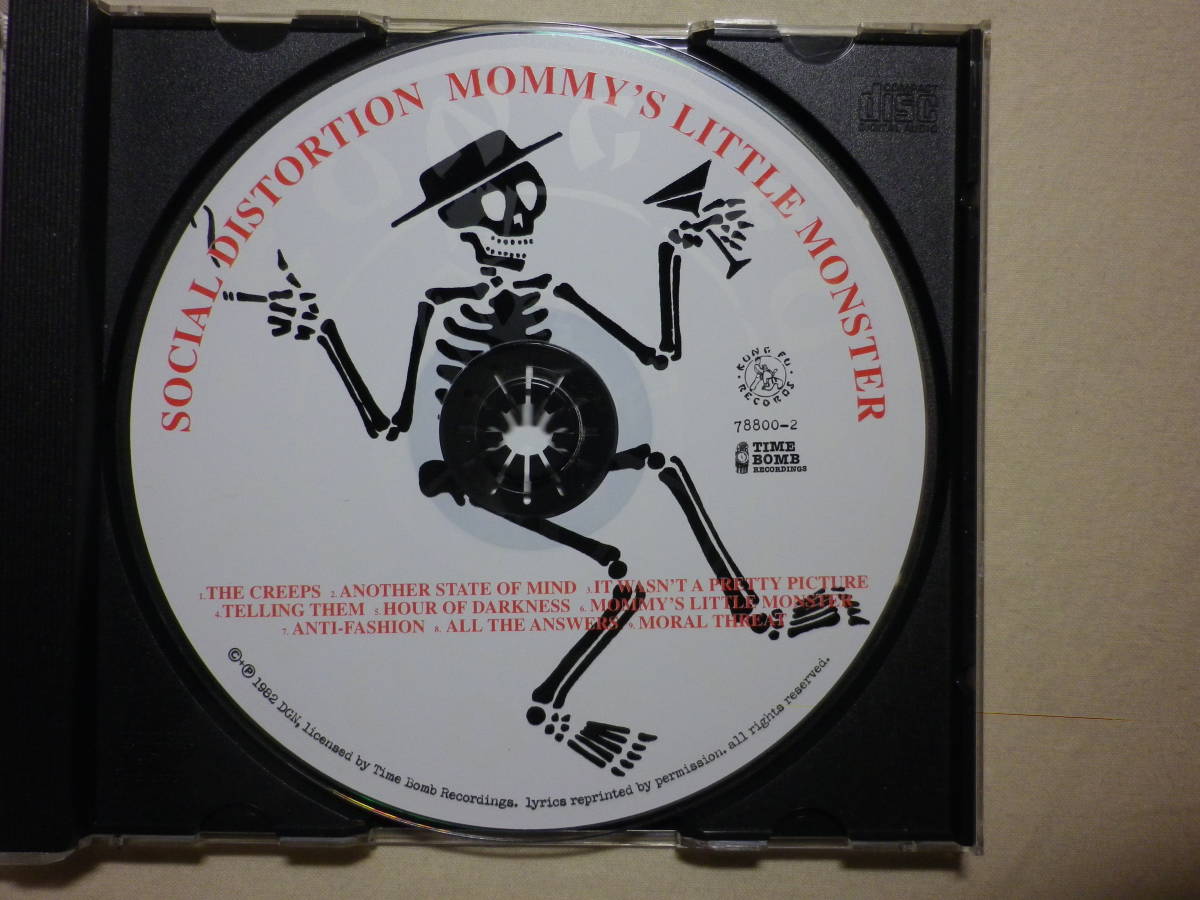 SOCIAL DISTORTION MOMMY'S LITTLE MONSTER
COMPACT
disc
DIGITAL AUDIO
KUNG FU
RECORDS
78800-2
TIME
BOMB
RECORDINGS
1. THE CREEPS 2. ANOTHER STATE OF MIND 3. IT WASN'T A PRETTY PICTURE
4. TELLING THEM 5. HOUR OF DARKNESS 6. MOMMY'S LITTLE MONSTER
7. ANTI-FASHION 8. ALL THE ANSWERS 9. MORAL THREAT
©+℗ 1982 DGN, licensed by Time Bomb Recordings. lyrics reprinted by permission. all rights reserved.